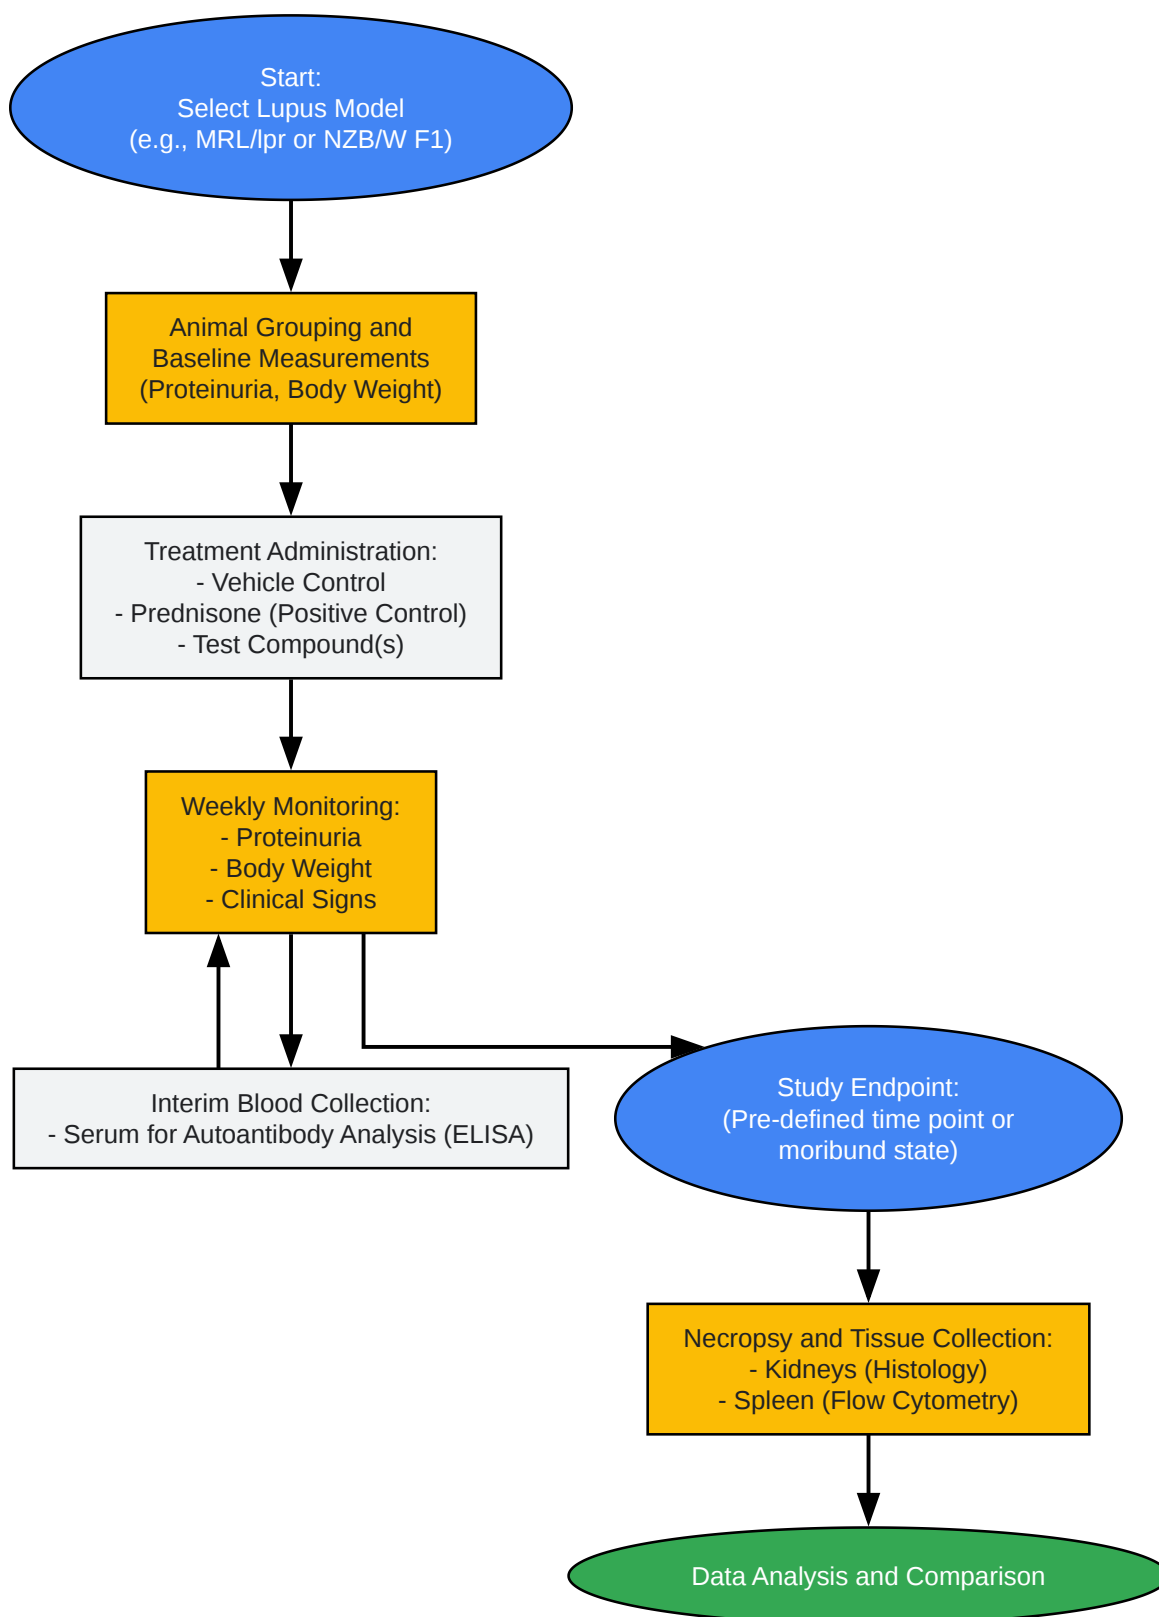 Start:
Select Lupus Model
(e.g., MRL/lpr or NZB/W F1)
Animal Grouping and
Baseline Measurements
(Proteinuria, Body Weight)
Treatment Administration:
- Vehicle Control
- Prednisone (Positive Control)
- Test Compound(s)
Weekly Monitoring:
- Proteinuria
- Body Weight
- Clinical Signs
Interim Blood Collection:
- Serum for Autoantibody Analysis (ELISA)
Study Endpoint:
(Pre-defined time point or
moribund state)
Necropsy and Tissue Collection:
- Kidneys (Histology)
- Spleen (Flow Cytometry)
Data Analysis and Comparison